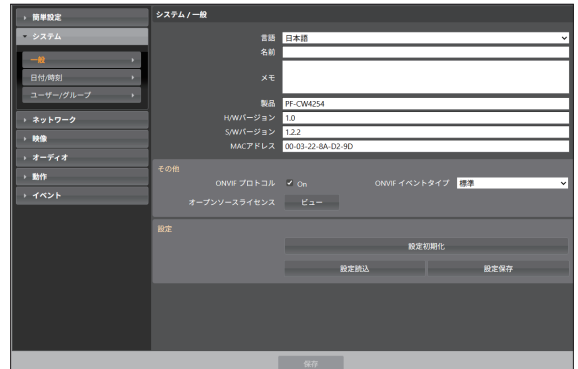 簡単設定
システム
一般
日付/時刻
ユーザー/グループ
ネットワーク
映像
オーディオ
動作
イベント
システム / 一般
言語 日本語
名前
メモ
製品 PF-CW4254
H/Wバージョン 1.0
S/Wバージョン 1.2.2
MACアドレス 00-03-22-8A-D2-9D
その他
ONVIF プロトコル On ONVIF イベントタイプ 標準
オープンソースライセンス ビュー
設定
設定初期化
設定読込 設定保存
保存